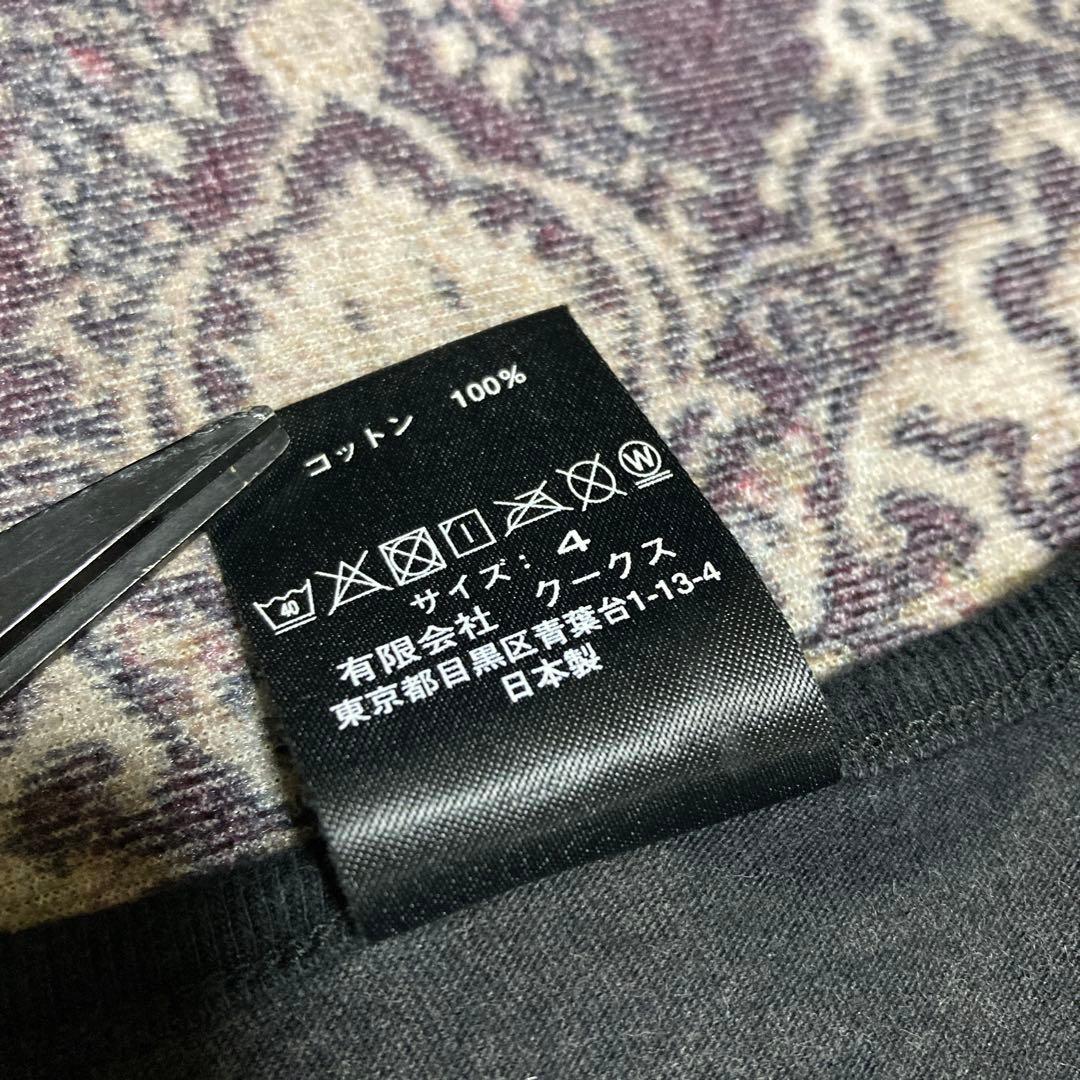 コットン 100%
40 W
サイズ: 4
有限会社 クークス
東京都目黒区青葉台1-13-4
日本製